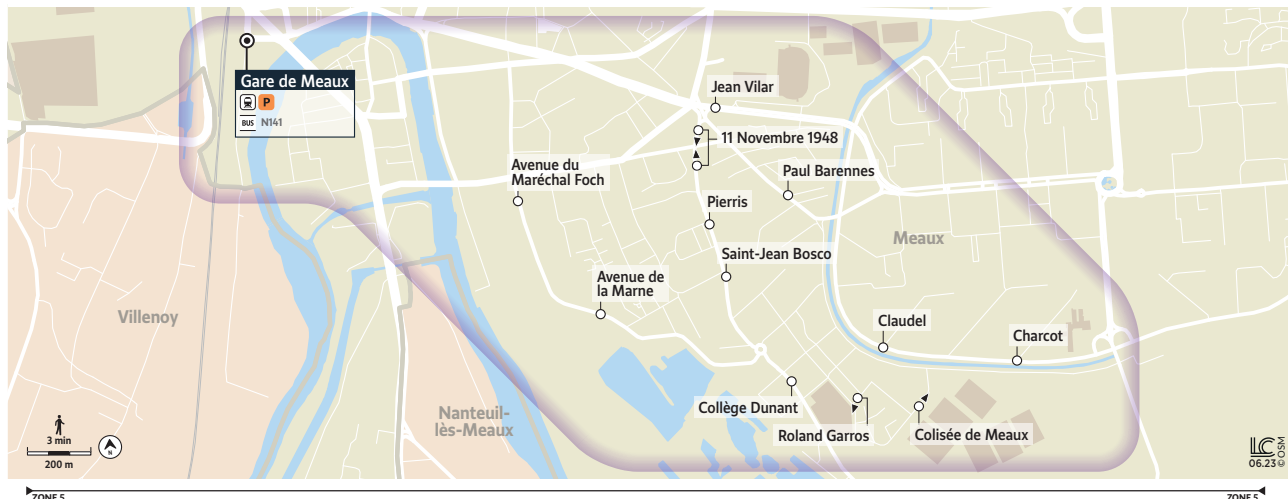 Gare de Meaux
P
BUS N141
Jean Vilar
11 Novembre 1948
Avenue du
Maréchal Foch
Paul Barennes
Pierris
Meaux
Saint-Jean Bosco
Avenue de
la Marne
Villenoy
Claudel
Charcot
Collège Dunant
Nanteuil-
lès-Meaux
Roland Garros
Colisée de Meaux
3 min
200 m
N
LC
06.23 © OSM
ZONE 5
ZONE 5